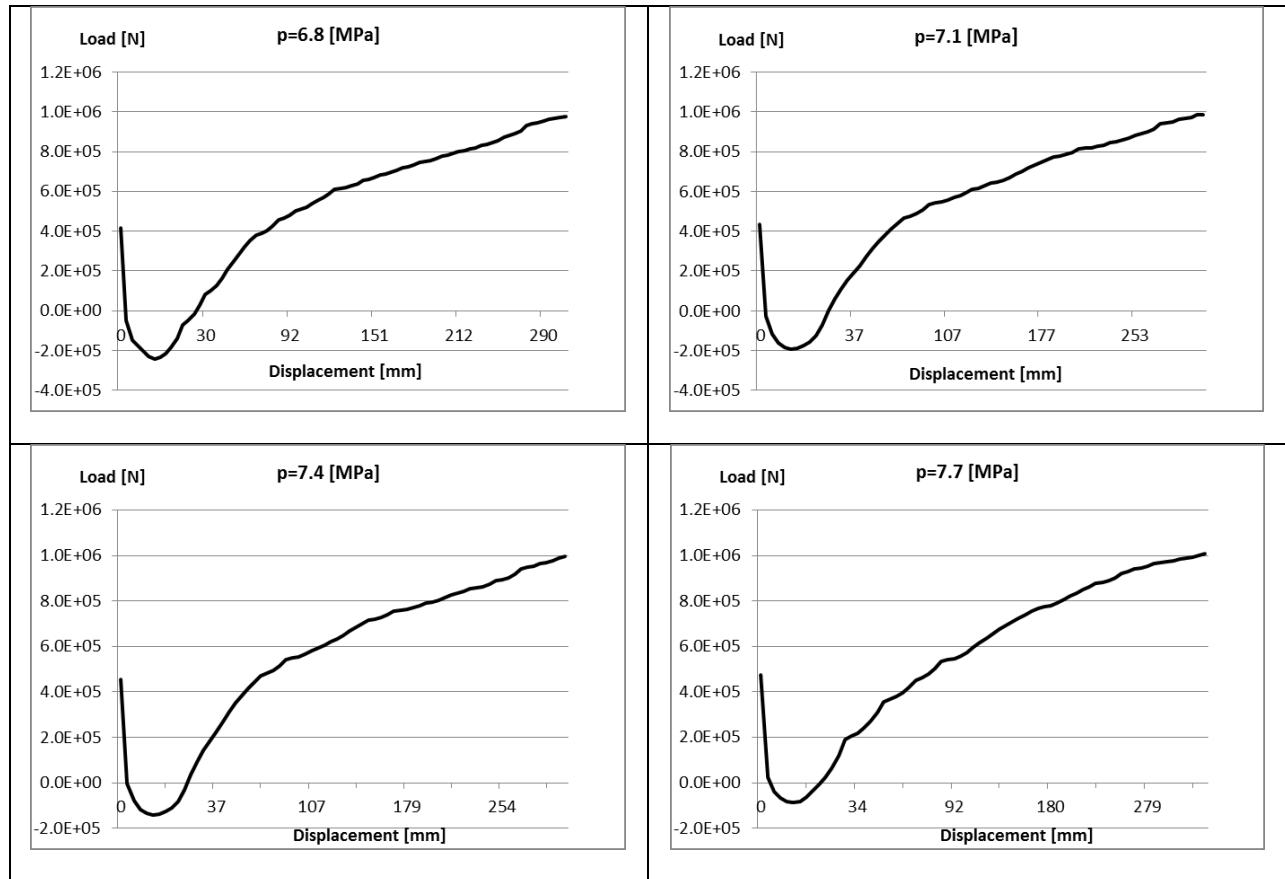 Load [N] p=6.8 [MPa]
1.2E+06
1.0E+06
8.0E+05
6.0E+05
4.0E+05
2.0E+05
0.0E+00
0 30 92 151 212 290
-2.0E+05
Displacement [mm]
-4.0E+05
Load [N] p=7.1 [MPa]
1.2E+06
1.0E+06
8.0E+05
6.0E+05
4.0E+05
2.0E+05
0.0E+00
0 37 107 177 253
-2.0E+05
Displacement [mm]
-4.0E+05
Load [N] p=7.4 [MPa]
1.2E+06
1.0E+06
8.0E+05
6.0E+05
4.0E+05
2.0E+05
0.0E+00
0 37 107 179 254
-2.0E+05
Displacement [mm]
Load [N] p=7.7 [MPa]
1.2E+06
1.0E+06
8.0E+05
6.0E+05
4.0E+05
2.0E+05
0.0E+00
0 34 92 180 279
-2.0E+05
Displacement [mm]